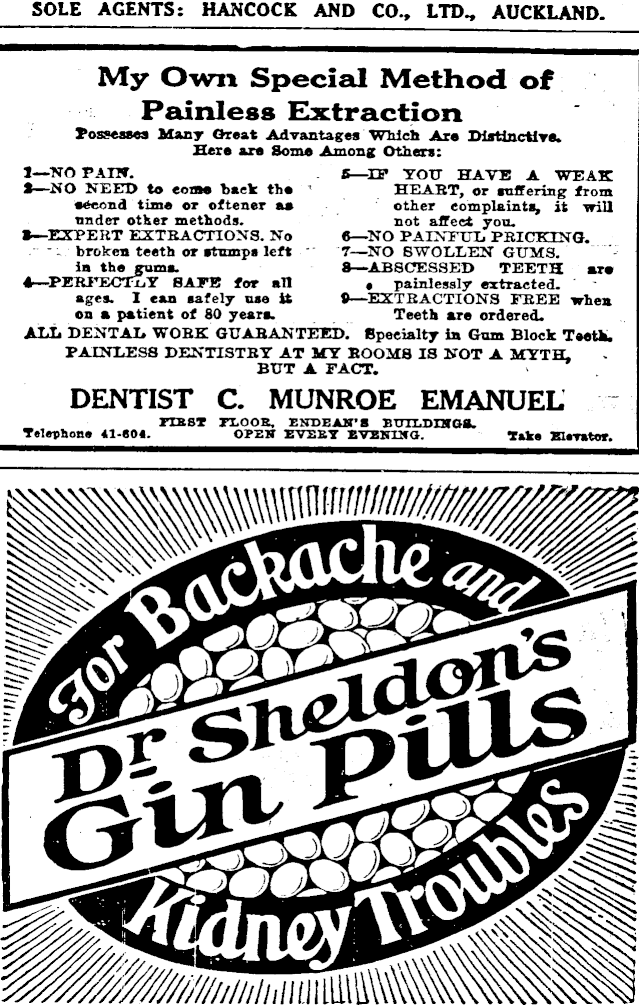 SOLE AGENTS: HANCOCK AND CO., LTD., AUCKLAND.
My Own Special Method of
Painless Extraction
Possesses Many Great Advantages Which Are Distinctive.
Here are Some Among Others:
1—NO PAIN.
2—NO NEED to come back the
second time or oftener as
under other methods.
3—EXPERT EXTRACTIONS. No
broken teeth or stumps left
in the gums.
4—PERFECTLY SAFE for all
ages. I can safely use it
on a patient of 80 years.
5—IF YOU HAVE A WEAK
HEART, or suffering from
other complaints, it will
not affect you.
6—NO PAINFUL PRICKING.
7—NO SWOLLEN GUMS.
8—ABSCESSED TEETH are
painlessly extracted.
9—EXTRACTIONS FREE when
Teeth are ordered.
ALL DENTAL WORK GUARANTEED. Specialty in Gum Block Teeth.
PAINLESS DENTISTRY AT MY ROOMS IS NOT A MYTH,
BUT A FACT.
DENTIST C. MUNROE EMANUEL
FIRST FLOOR, ENDEAN'S BUILDINGS.
Telephone 41-604. OPEN EVERY EVENING. Take Elevator.
For Backache and
Dr Sheldon's
Gin Pills
Kidney Troubles